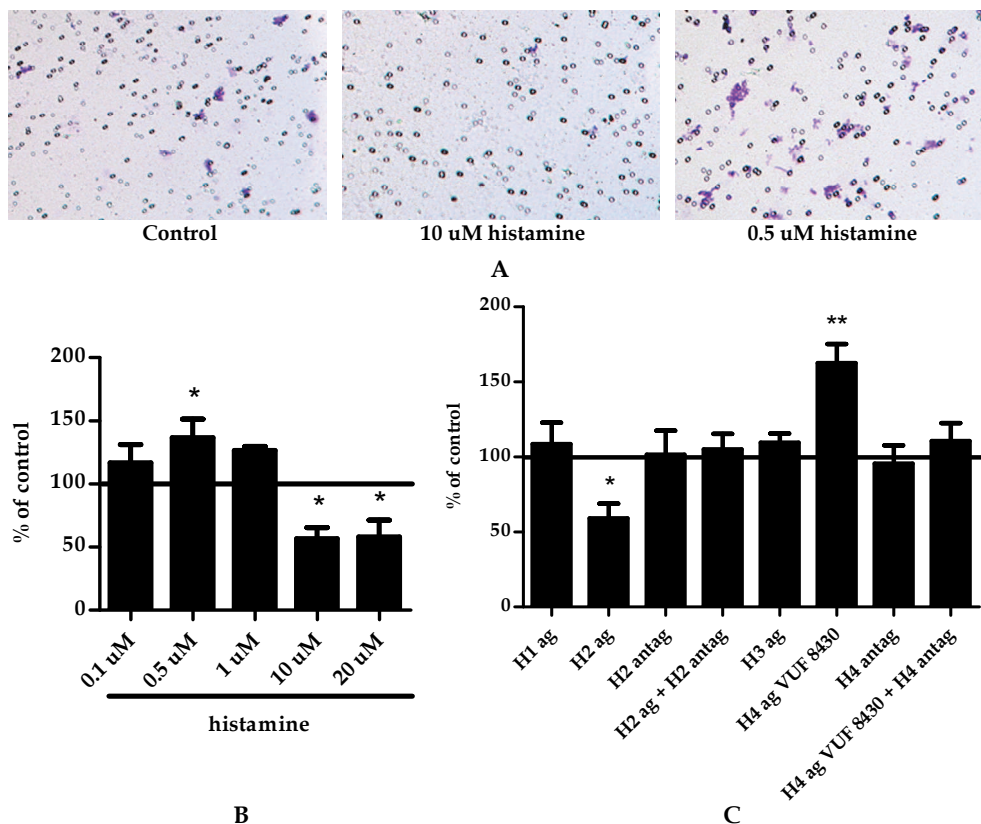 Control
10 uM histamine
0.5 uM histamine
A
% of control
200
150
100
50
0
*
*
*
0.1 uM
0.5 uM
1 uM
10 uM
20 uM
histamine
B
% of control
200
150
100
50
0
*
**
H1 ag
H2 ag
H2 antag
H2 ag + H2 antag
H3 ag
H4 ag VUF 8430
H4 antag
H4 ag VUF 8430 + H4 antag
C